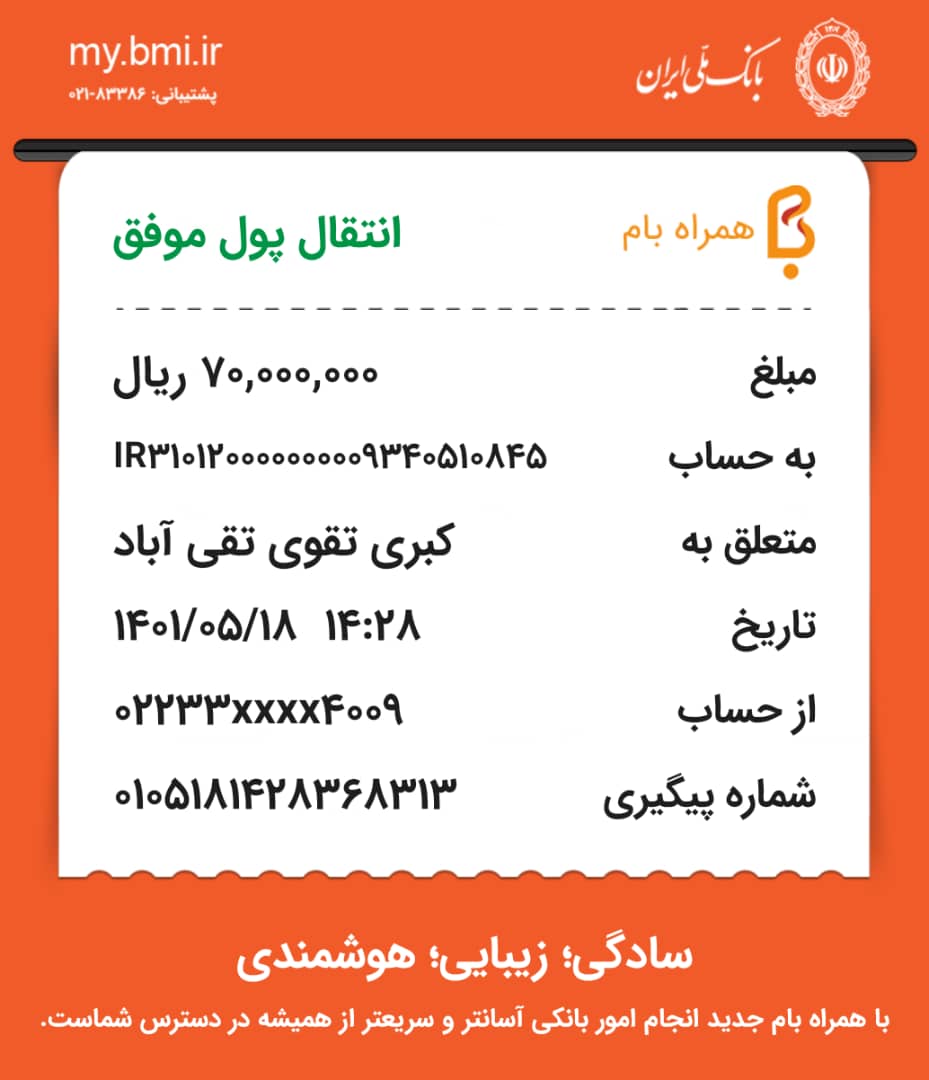 my.bmi.ir
پشتیبانی: ۸۳۳۸۶-۰۲۱
بانک ملّی ایران
همراه بام
انتقال پول موفق
مبلغ ۷۰,۰۰۰,۰۰۰ ریال
به حساب IR۳۱۰۱۲۰۰۰۰۰۰۰۰۰۹۳۴۰۵۱۰۸۴۵
متعلق به کبری تقوی تقی آباد
تاریخ ۱۴۰۱/۰۵/۱۸ ۱۴:۲۸
از حساب ۰۲۲۳۳xxxx۴۰۰۹
شماره پیگیری ۰۱۰۵۱۸۱۴۲۸۳۶۸۳۱۳
سادگی؛ زیبایی؛ هوشمندی
با همراه بام جدید انجام امور بانکی آسانتر و سریعتر از همیشه در دسترس شماست.